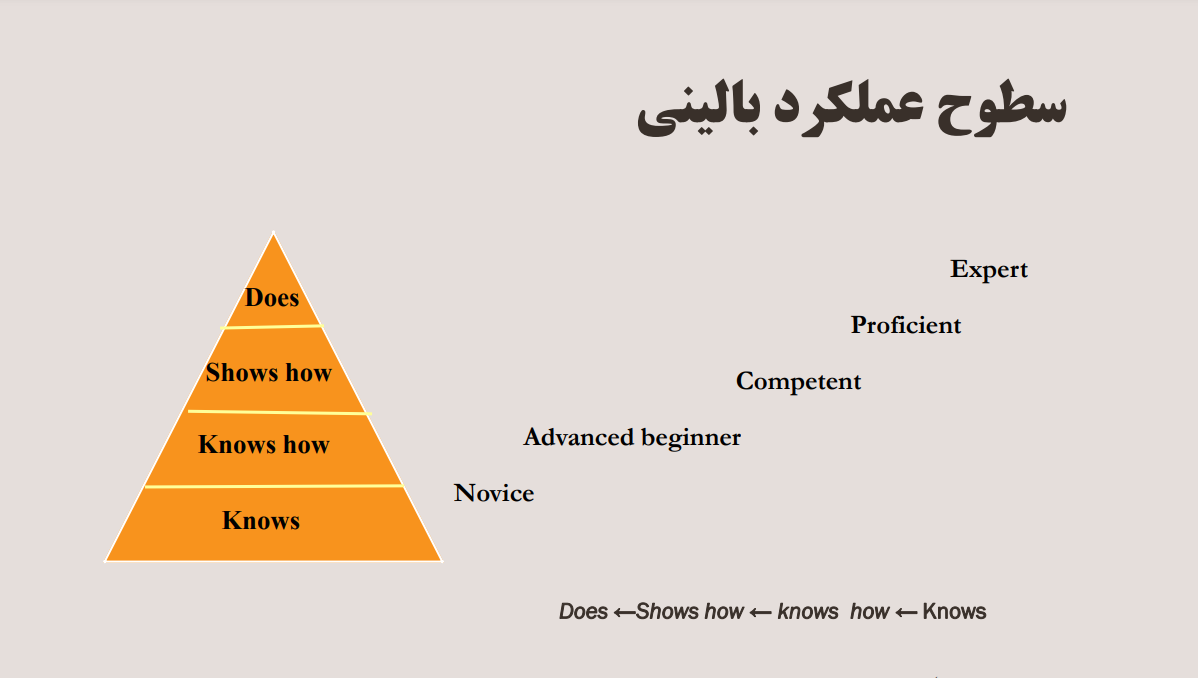 سطوح عملکرد بالینی
Does
Shows how
Knows how
Knows
Expert
Proficient
Competent
Advanced beginner
Novice
Does ←Shows how ← knows how ← Knows